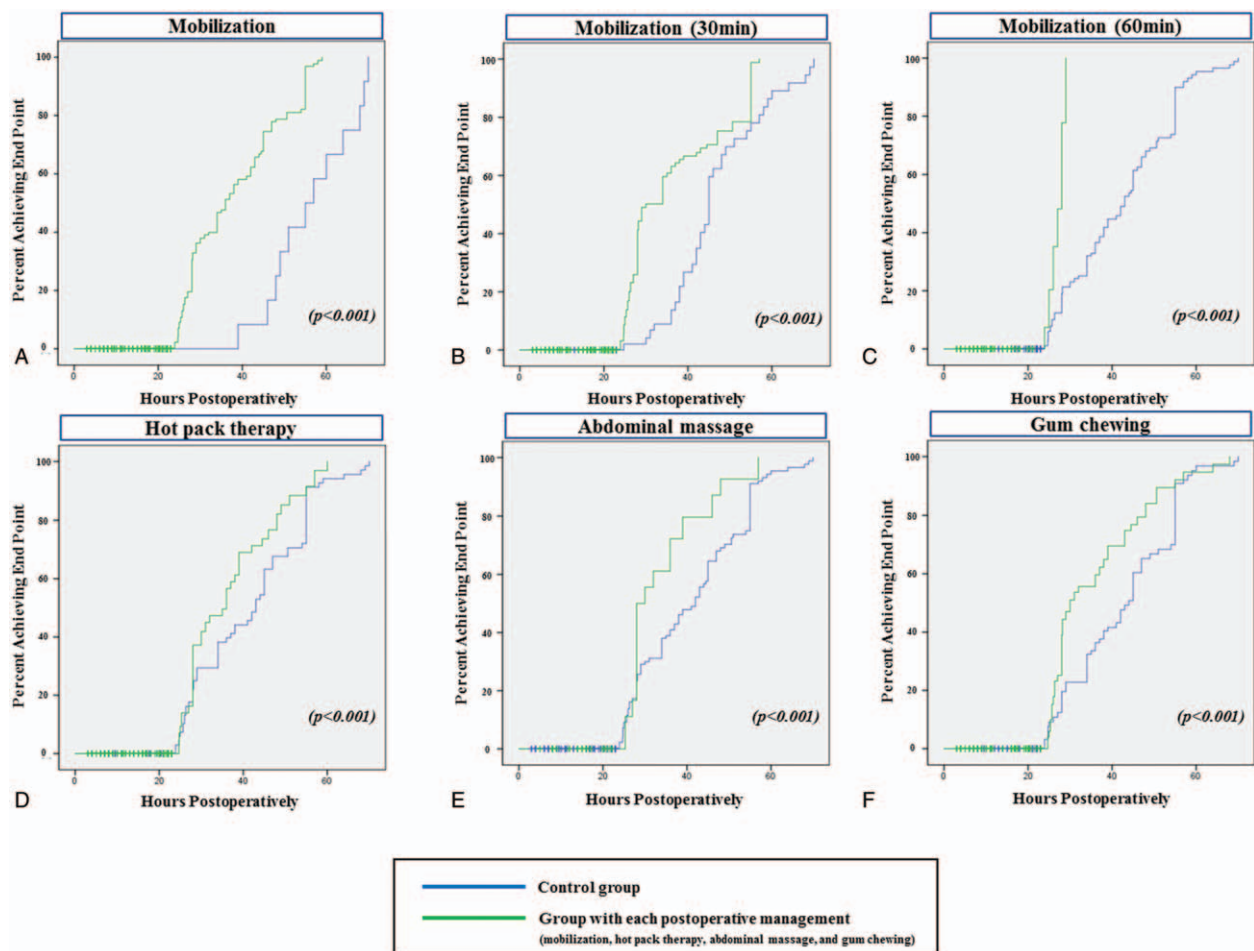 Mobilization
Mobilization (30min)
Mobilization (60min)
Percent Achieving End Point
100
80
60
40
20
0
(p<0.001)
A
0
20
40
60
Hours Postoperatively
Percent Achieving End Point
100
80
60
40
20
0
(p<0.001)
B
0
20
40
60
Hours Postoperatively
Percent Achieving End Point
100
80
60
40
20
0
(p<0.001)
C
0
20
40
60
Hours Postoperatively
Hot pack therapy
Abdominal massage
Gum chewing
Percent Achieving End Point
100
80
60
40
20
0
(p<0.001)
D
0
20
40
60
Hours Postoperatively
Percent Achieving End Point
100
80
60
40
20
0
(p<0.001)
E
0
20
40
60
Hours Postoperatively
Percent Achieving End Point
100
80
60
40
20
0
(p<0.001)
F
0
20
40
60
Hours Postoperatively
Control group
Group with each postoperative management
(mobilization, hot pack therapy, abdominal massage, and gum chewing)